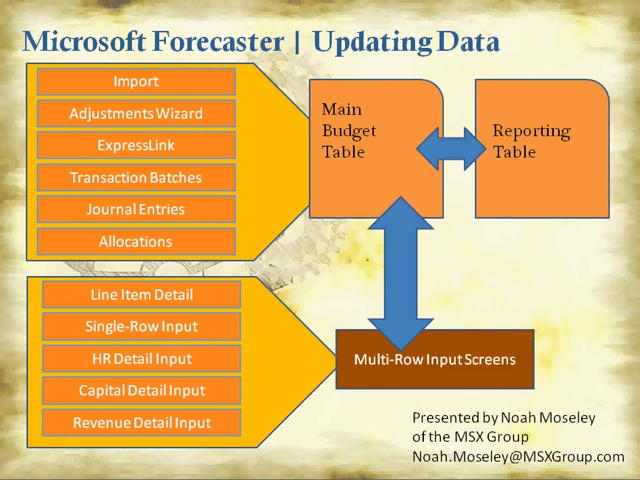 Microsoft Forecaster | Updating Data
Import
Adjustments Wizard
ExpressLink
Transaction Batches
Journal Entries
Allocations
Main
Budget
Table
Reporting
Table
Line Item Detail
Single-Row Input
HR Detail Input
Capital Detail Input
Revenue Detail Input
Multi-Row Input Screens
Presented by Noah Moseley
of the MSX Group
Noah.Moseley@MSXGroup.com